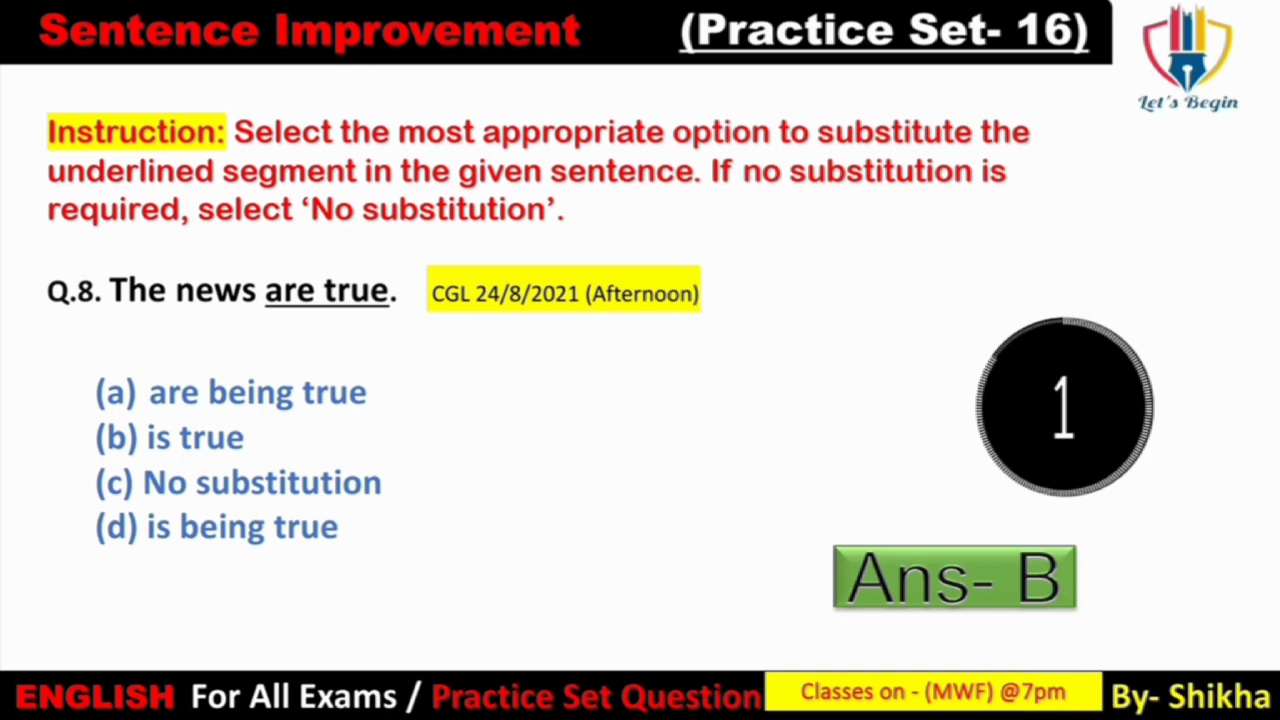 Sentence Improvement (Practice Set- 16)
Let's Begin
Instruction: Select the most appropriate option to substitute the
underlined segment in the given sentence. If no substitution is
required, select ‘No substitution’.
Q.8. The news are true. CGL 24/8/2021 (Afternoon)
(a) are being true
(b) is true
(c) No substitution
(d) is being true
1
Ans- B
ENGLISH For All Exams / Practice Set Question Classes on - (MWF) @7pm By- Shikha